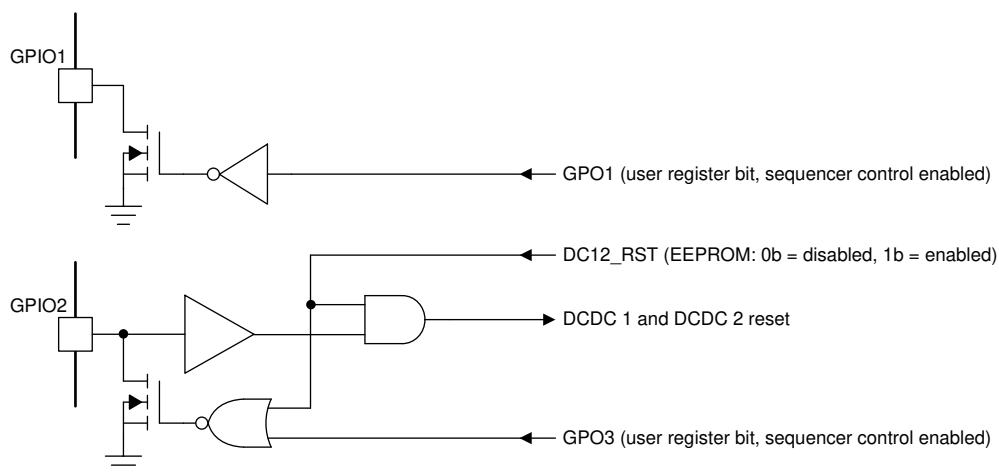 GPIO1
GPO1 (user register bit, sequencer control enabled)
DC12_RST (EEPROM: 0b = disabled, 1b = enabled)
GPIO2
DCDC 1 and DCDC 2 reset
GPO3 (user register bit, sequencer control enabled)